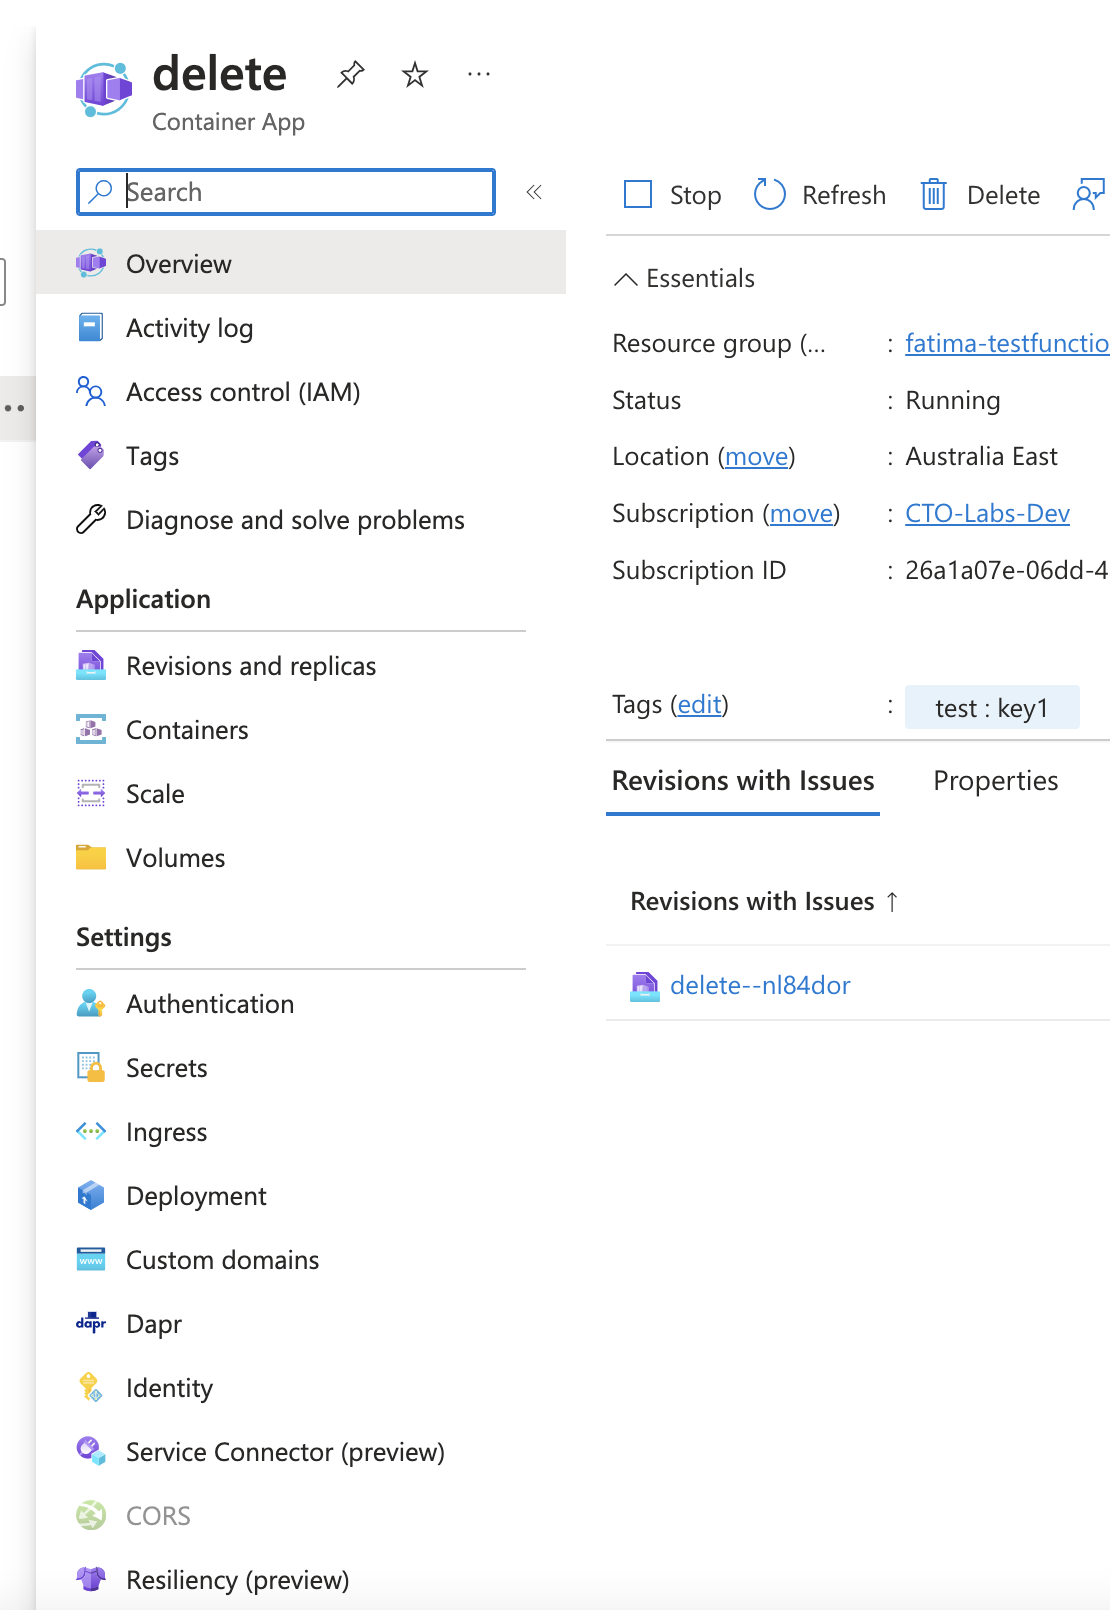 delete
Container App
Search
Stop
Refresh
Delete
Overview
Activity log
Access control (IAM)
Tags
Diagnose and solve problems
Application
Revisions and replicas
Containers
Scale
Volumes
Settings
Authentication
Secrets
Ingress
Deployment
Custom domains
Dapr
Identity
Service Connector (preview)
CORS
Resiliency (preview)
Essentials
Resource group (... : fatima-testfunctio
Status : Running
Location (move) : Australia East
Subscription (move) : CTO-Labs-Dev
Subscription ID : 26a1a07e-06dd-4
Tags (edit) : test : key1
Revisions with Issues Properties
Revisions with Issues ↑
delete--nl84dor
www
dapr